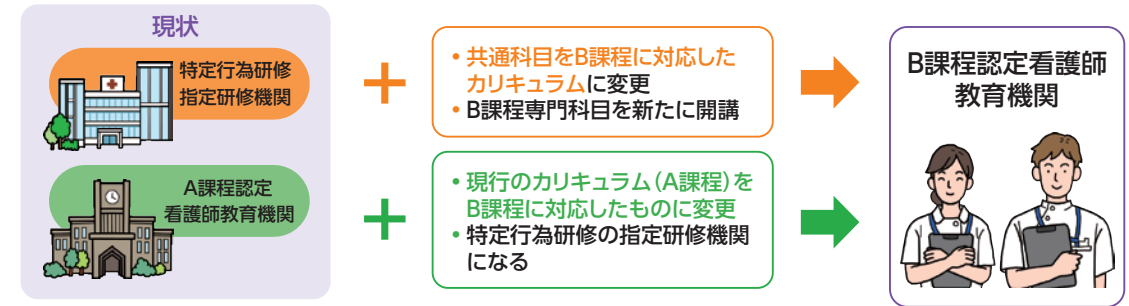 現状
特定行為研修
指定研修機関
• 共通科目をB課程に対応した
カリキュラムに変更
• B課程専門科目を新たに開講
A課程認定
看護師教育機関
• 現行のカリキュラム(A課程)を
B課程に対応したものに変更
• 特定行為研修の指定研修機関
になる
B課程認定看護師
教育機関